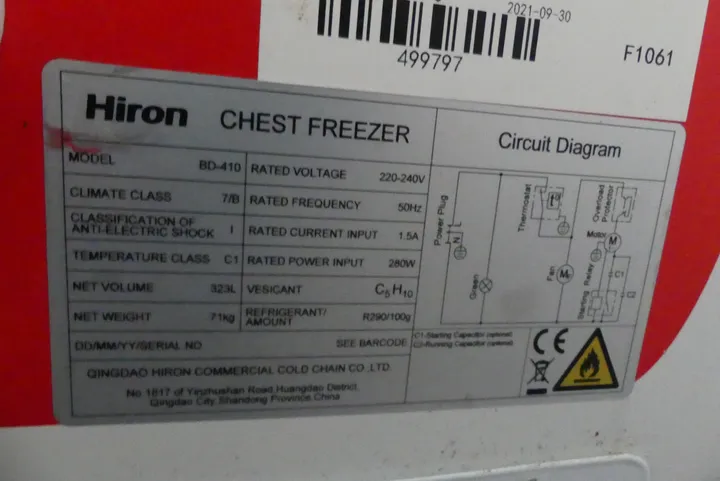 2021-09-30
499797
F1061
Hiron CHEST FREEZER
MODEL BD-410
CLIMATE CLASS 7/B
CLASSIFICATION OF
ANTI-ELECTRIC SHOCK I
TEMPERATURE CLASS C1
NET VOLUME 323L
NET WEIGHT 71kg
RATED VOLTAGE 220-240V
RATED FREQUENCY 50Hz
RATED CURRENT INPUT 1.5A
RATED POWER INPUT 280W
VESICANT C5H10
REFRIGERANT/
AMOUNT R290/100g
DD/MM/YY/SERIAL NO SEE BARCODE
QINGDAO HIRON COMMERCIAL COLD CHAIN CO.,LTD.
No 1817 of Yinzhushan Road,Huangdao District,
Qingdao City,Shandong Province,China
Circuit Diagram
Power Plug
N
Green
Thermostat
t°
Fan
M
Overload
Protector
Motor
M
Starting Relay
C1
C2
C1-Starting Capacitor (optional)
C2-Running Capacitor (optional)
CE